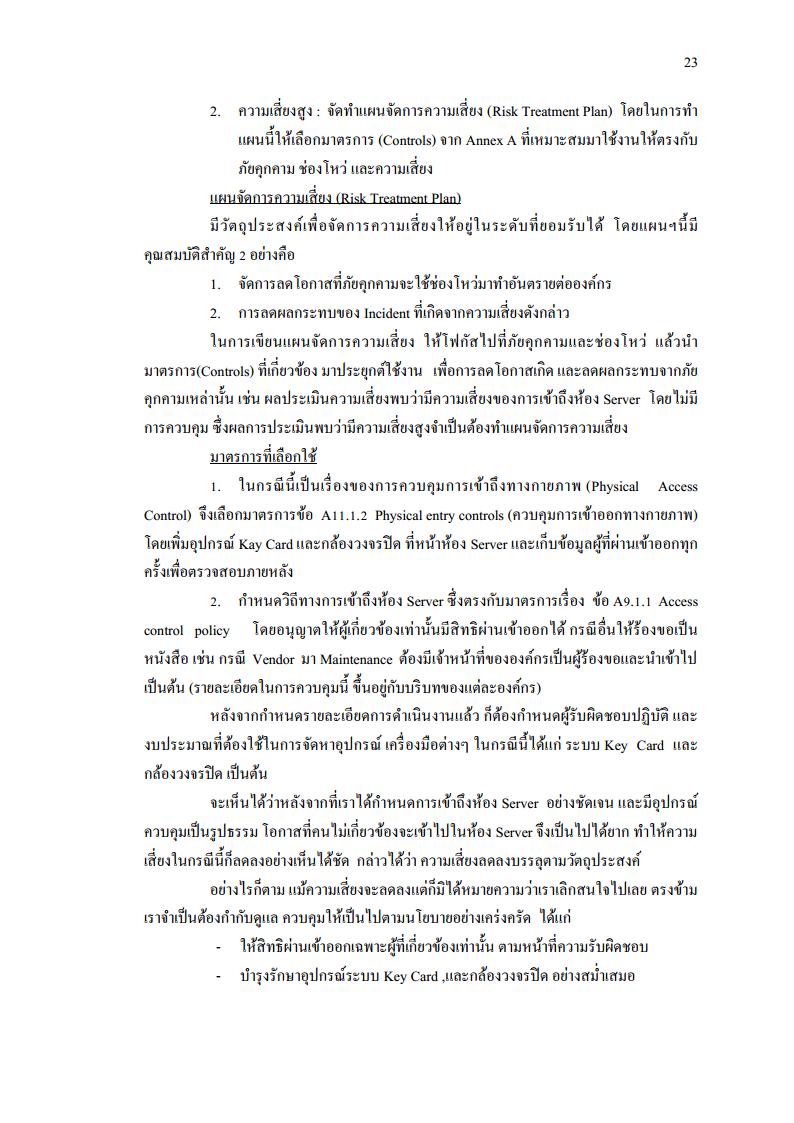 23
2. ความเสี่ยงสูง : จัดทำแผนจัดการความเสี่ยง (Risk Treatment Plan) โดยในการทำ
แผนนี้ให้เลือกมาตรการ (Controls) จาก Annex A ที่เหมาะสมมาใช้งานให้ตรงกับ
ภัยคุกคาม ช่องโหว่ และความเสี่ยง
แผนจัดการความเสี่ยง (Risk Treatment Plan)
มีวัตถุประสงค์เพื่อจัดการความเสี่ยงให้อยู่ในระดับที่ยอมรับได้ โดยแผนฯนี้มี
คุณสมบัติสำคัญ 2 อย่างคือ
1. จัดการลดโอกาสที่ภัยคุกคามจะใช้ช่องโหว่มาทำอันตรายต่อองค์กร
2. การลดผลกระทบของ Incident ที่เกิดจากความเสี่ยงดังกล่าว
ในการเขียนแผนจัดการความเสี่ยง ให้โฟกัสไปที่ภัยคุกคามและช่องโหว่ แล้วนำ
มาตรการ(Controls) ที่เกี่ยวข้อง มาประยุกต์ใช้งาน เพื่อการลดโอกาสเกิด และลดผลกระทบจากภัย
คุกคามเหล่านั้น เช่น ผลประเมินความเสี่ยงพบว่ามีความเสี่ยงของการเข้าถึงห้อง Server โดยไม่มี
การควบคุม ซึ่งผลการประเมินพบว่ามีความเสี่ยงสูงจำเป็นต้องทำแผนจัดการความเสี่ยง
มาตรการที่เลือกใช้
1. ในกรณีนี้เป็นเรื่องของการควบคุมการเข้าถึงทางกายภาพ (Physical Access
Control) จึงเลือกมาตรการข้อ A11.1.2 Physical entry controls (ควบคุมการเข้าออกทางกายภาพ)
โดยเพิ่มอุปกรณ์ Kay Card และกล้องวงจรปิด ที่หน้าห้อง Server และเก็บข้อมูลผู้ที่ผ่านเข้าออกทุก
ครั้งเพื่อตรวจสอบภายหลัง
2. กำหนดวิถีทางการเข้าถึงห้อง Server ซึ่งตรงกับมาตรการเรื่อง ข้อ A9.1.1 Access
control policy โดยอนุญาตให้ผู้เกี่ยวข้องเท่านั้นมีสิทธิผ่านเข้าออกได้ กรณีอื่นให้ร้องขอเป็น
หนังสือ เช่น กรณี Vendor มา Maintenance ต้องมีเจ้าหน้าที่ขององค์กรเป็นผู้ร้องขอและนำเข้าไป
เป็นต้น (รายละเอียดในการควบคุมนี้ ขึ้นอยู่กับบริบทของแต่ละองค์กร)
หลังจากกำหนดรายละเอียดการดำเนินงานแล้ว ก็ต้องกำหนดผู้รับผิดชอบปฏิบัติ และ
งบประมาณที่ต้องใช้ในการจัดหาอุปกรณ์ เครื่องมือต่างๆ ในกรณีนี้ได้แก่ ระบบ Key Card และ
กล้องวงจรปิด เป็นต้น
จะเห็นได้ว่าหลังจากที่เราได้กำหนดการเข้าถึงห้อง Server อย่างชัดเจน และมีอุปกรณ์
ควบคุมเป็นรูปธรรม โอกาสที่คนไม่เกี่ยวข้องจะเข้าไปในห้อง Server จึงเป็นไปได้ยาก ทำให้ความ
เสี่ยงในกรณีนี้ก็ลดลงอย่างเห็นได้ชัด กล่าวได้ว่า ความเสี่ยงลดลงบรรลุตามวัตถุประสงค์
อย่างไรก็ตาม แม้ความเสี่ยงจะลดลงแต่ก็มิได้หมายความว่าเราเลิกสนใจไปเลย ตรงข้าม
เราจำเป็นต้องกำกับดูแล ควบคุมให้เป็นไปตามนโยบายอย่างเคร่งครัด ได้แก่
- ให้สิทธิผ่านเข้าออกเฉพาะผู้ที่เกี่ยวข้องเท่านั้น ตามหน้าที่ความรับผิดชอบ
- บำรุงรักษาอุปกรณ์ระบบ Key Card ,และกล้องวงจรปิด อย่างสม่ำเสมอ